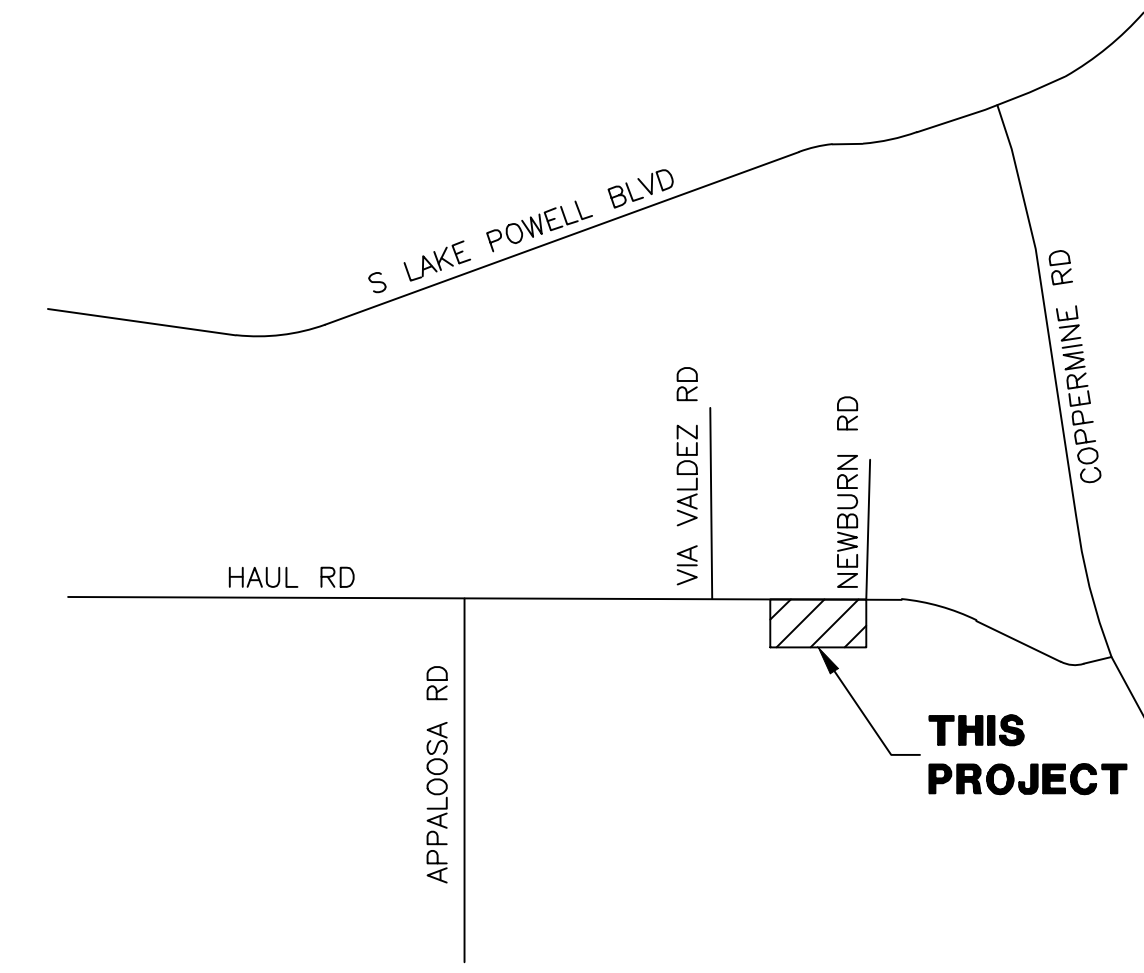 S LAKE POWELL BLVD
COPPERMINE RD
VIA VALDEZ RD
NEWBURN RD
HAUL RD
APPALOOSA RD
THIS
PROJECT